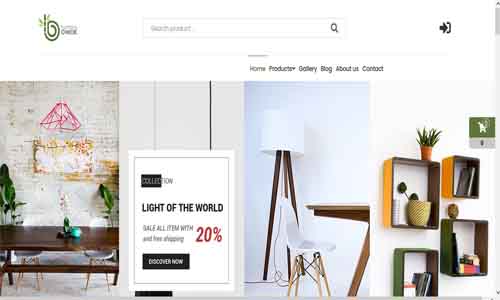 Search product ...
Home Products Gallery Blog About us Contact
0
COLLECTION
LIGHT OF THE WORLD
SALE ALL ITEM WITH
and free shipping
20%
DISCOVER NOW